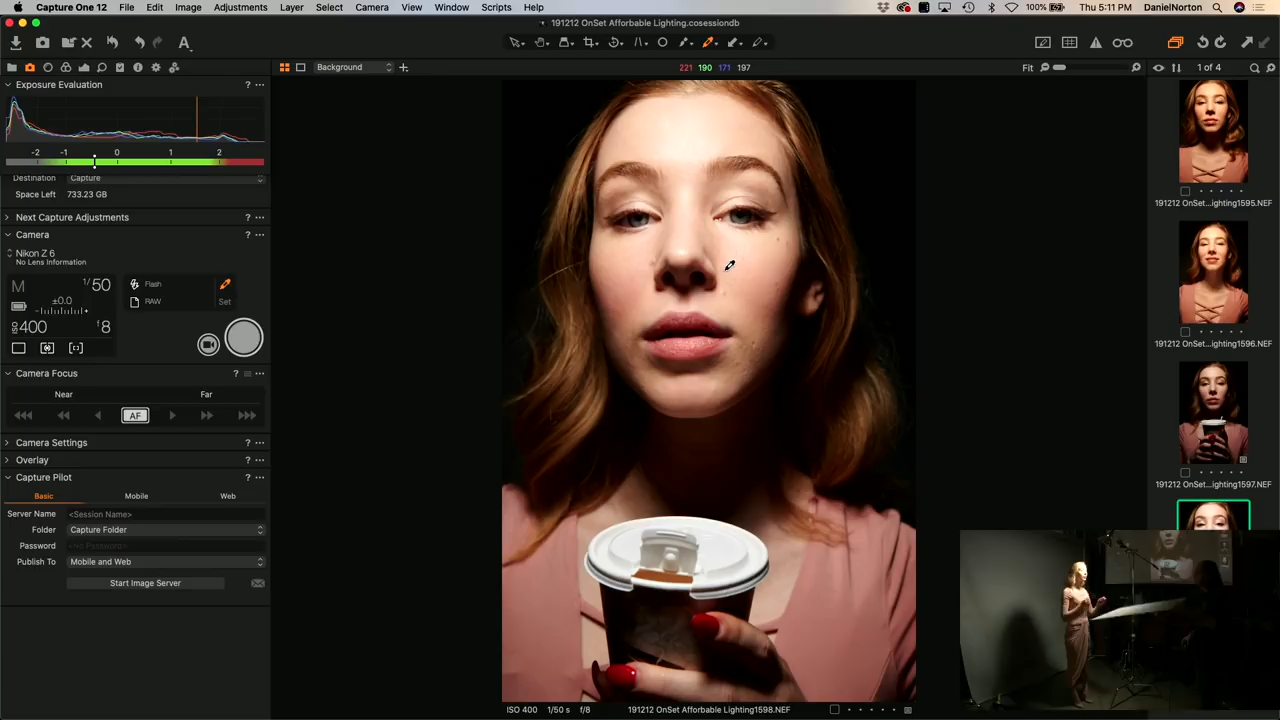 Capture One 12 File Edit Image Adjustments Layer Select Camera View Window Scripts Help 100% Thu 5:11 PM DanielNorton
191212 OnSet Afforbable Lighting.cosessiondb
Background
221 190 171 197
Fit
1 of 4
Exposure Evaluation
-2 -1 0 1 2
Destination Capture
Space Left 733.23 GB
Next Capture Adjustments
Camera
Nikon Z 6
No Lens Information
M 1/50
±0.0
ISO 400 f8
Flash
RAW
Set
Camera Focus
Near Far
AF
Camera Settings
Overlay
Capture Pilot
Basic Mobile Web
Server Name <Session Name>
Folder Capture Folder
Password <No Password>
Publish To Mobile and Web
Start Image Server
ISO 400 1/50 s f/8 191212 OnSet Afforbable Lighting1598.NEF
191212 OnSet...ighting1595.NEF
191212 OnSet...ighting1596.NEF
191212 OnSet...ighting1597.NEF